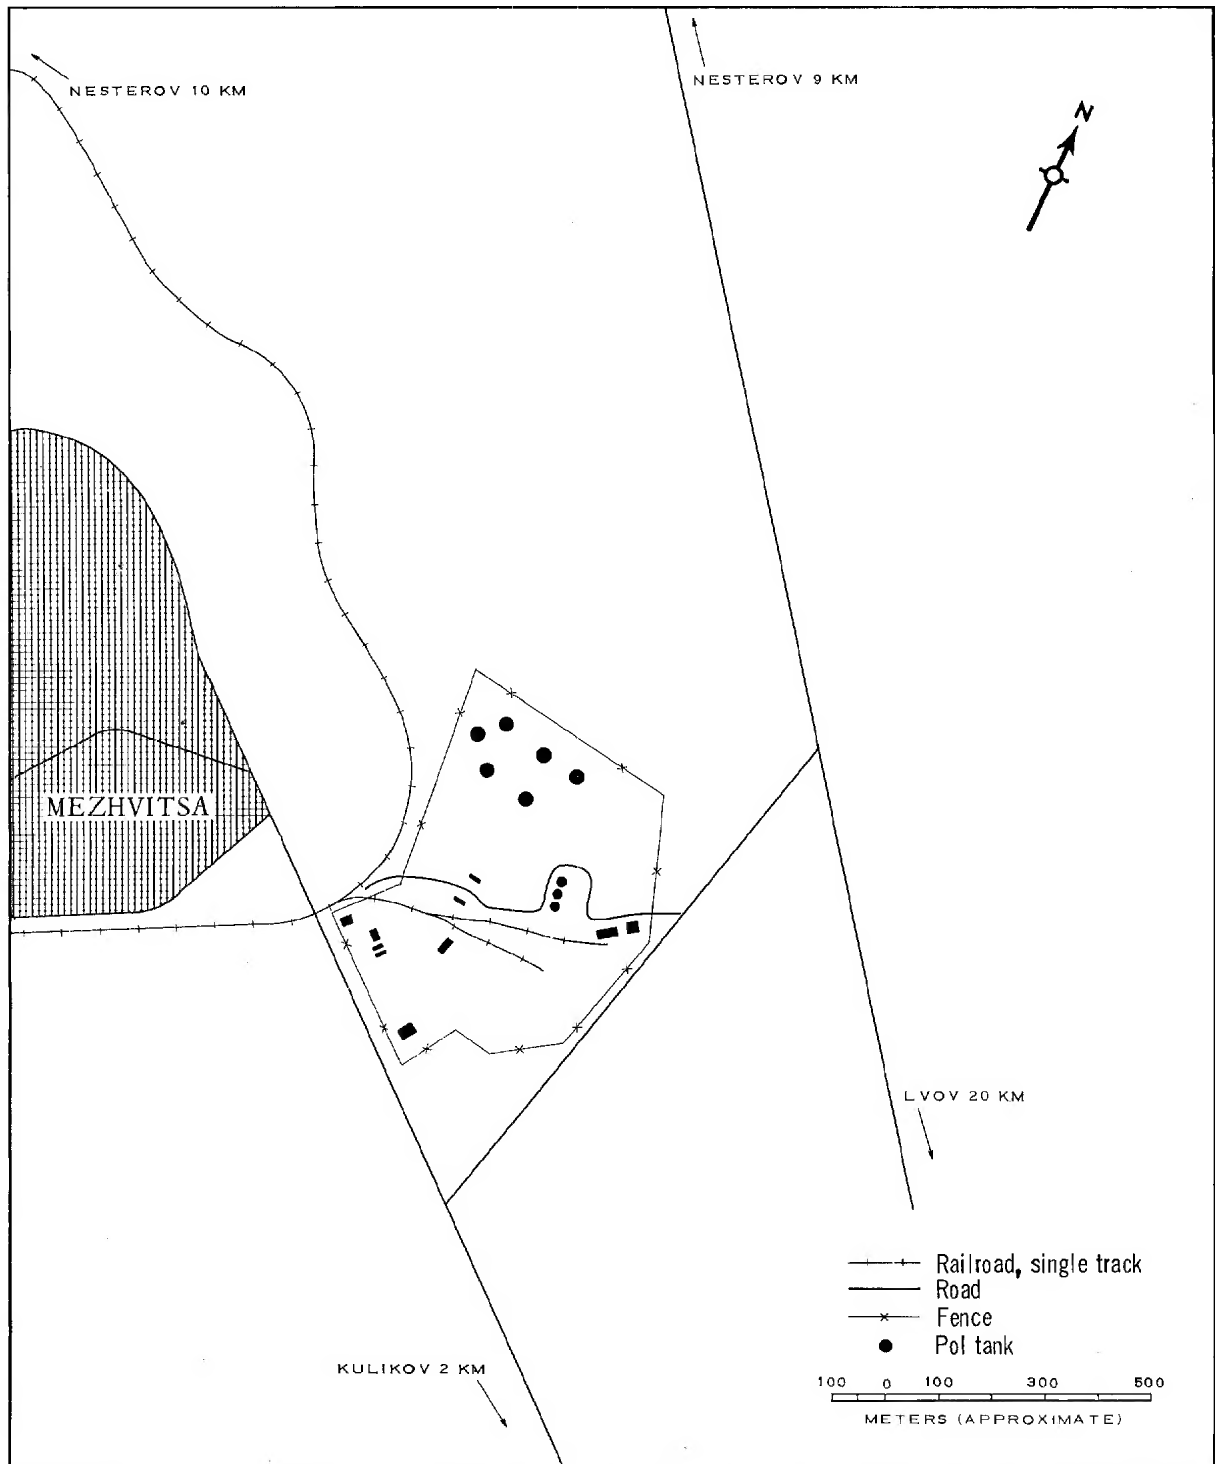 NESTEROV 10 KM
NESTEROV 9 KM
N
MEZHVITSA
LVOV 20 KM
Railroad, single track
Road
Fence
Pol tank
KULIKOV 2 KM
100 0 100 300 500
METERS (APPROXIMATE)